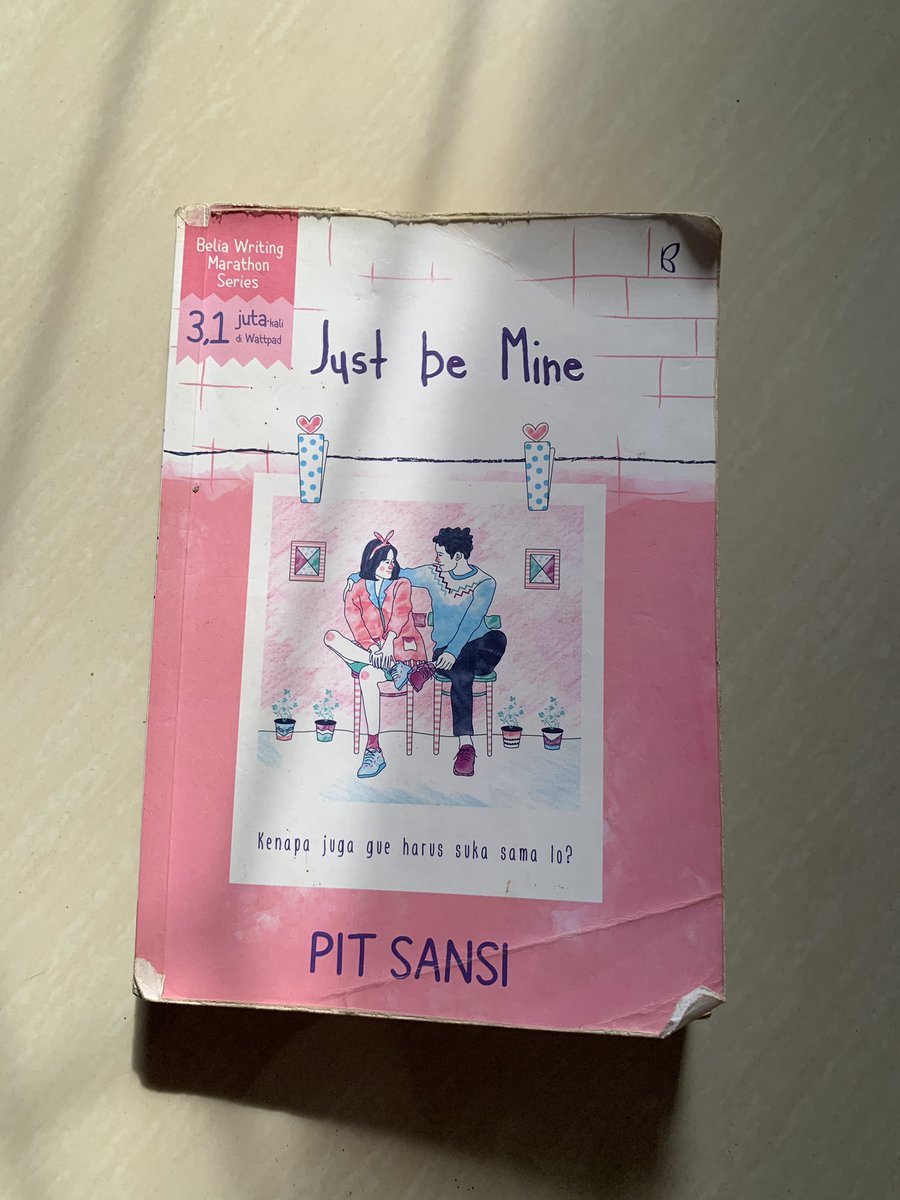 Belia Writing
Marathon
Series
3,1 juta-kali
di Wattpad
B
Just be Mine
Kenapa juga gue harus suka sama lo?
PIT SANSI